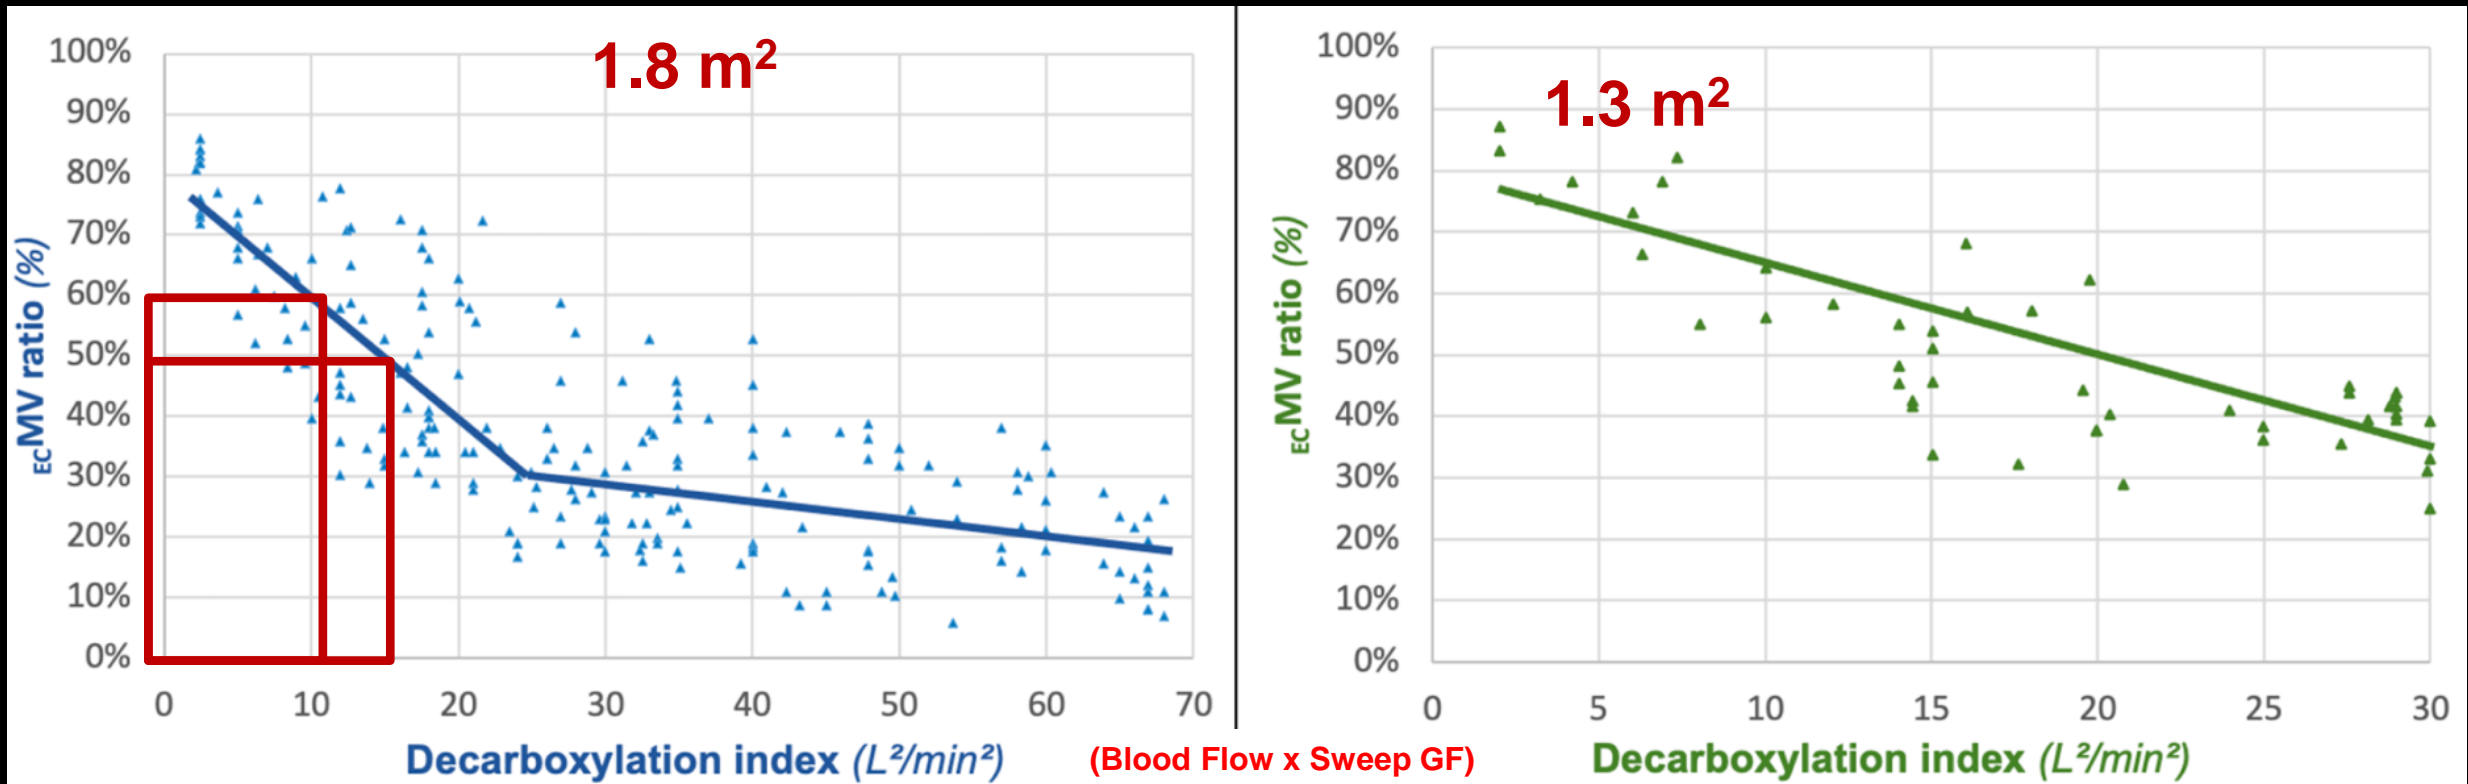 1.8 m²
100%
90%
80%
70%
60%
50%
40%
30%
20%
10%
0%
ECMV ratio (%)
0 10 20 30 40 50 60 70
Decarboxylation index (L²/min²)
(Blood Flow x Sweep GF)
1.3 m²
100%
90%
80%
70%
60%
50%
40%
30%
20%
10%
0%
ECMV ratio (%)
0 5 10 15 20 25 30
Decarboxylation index (L²/min²)